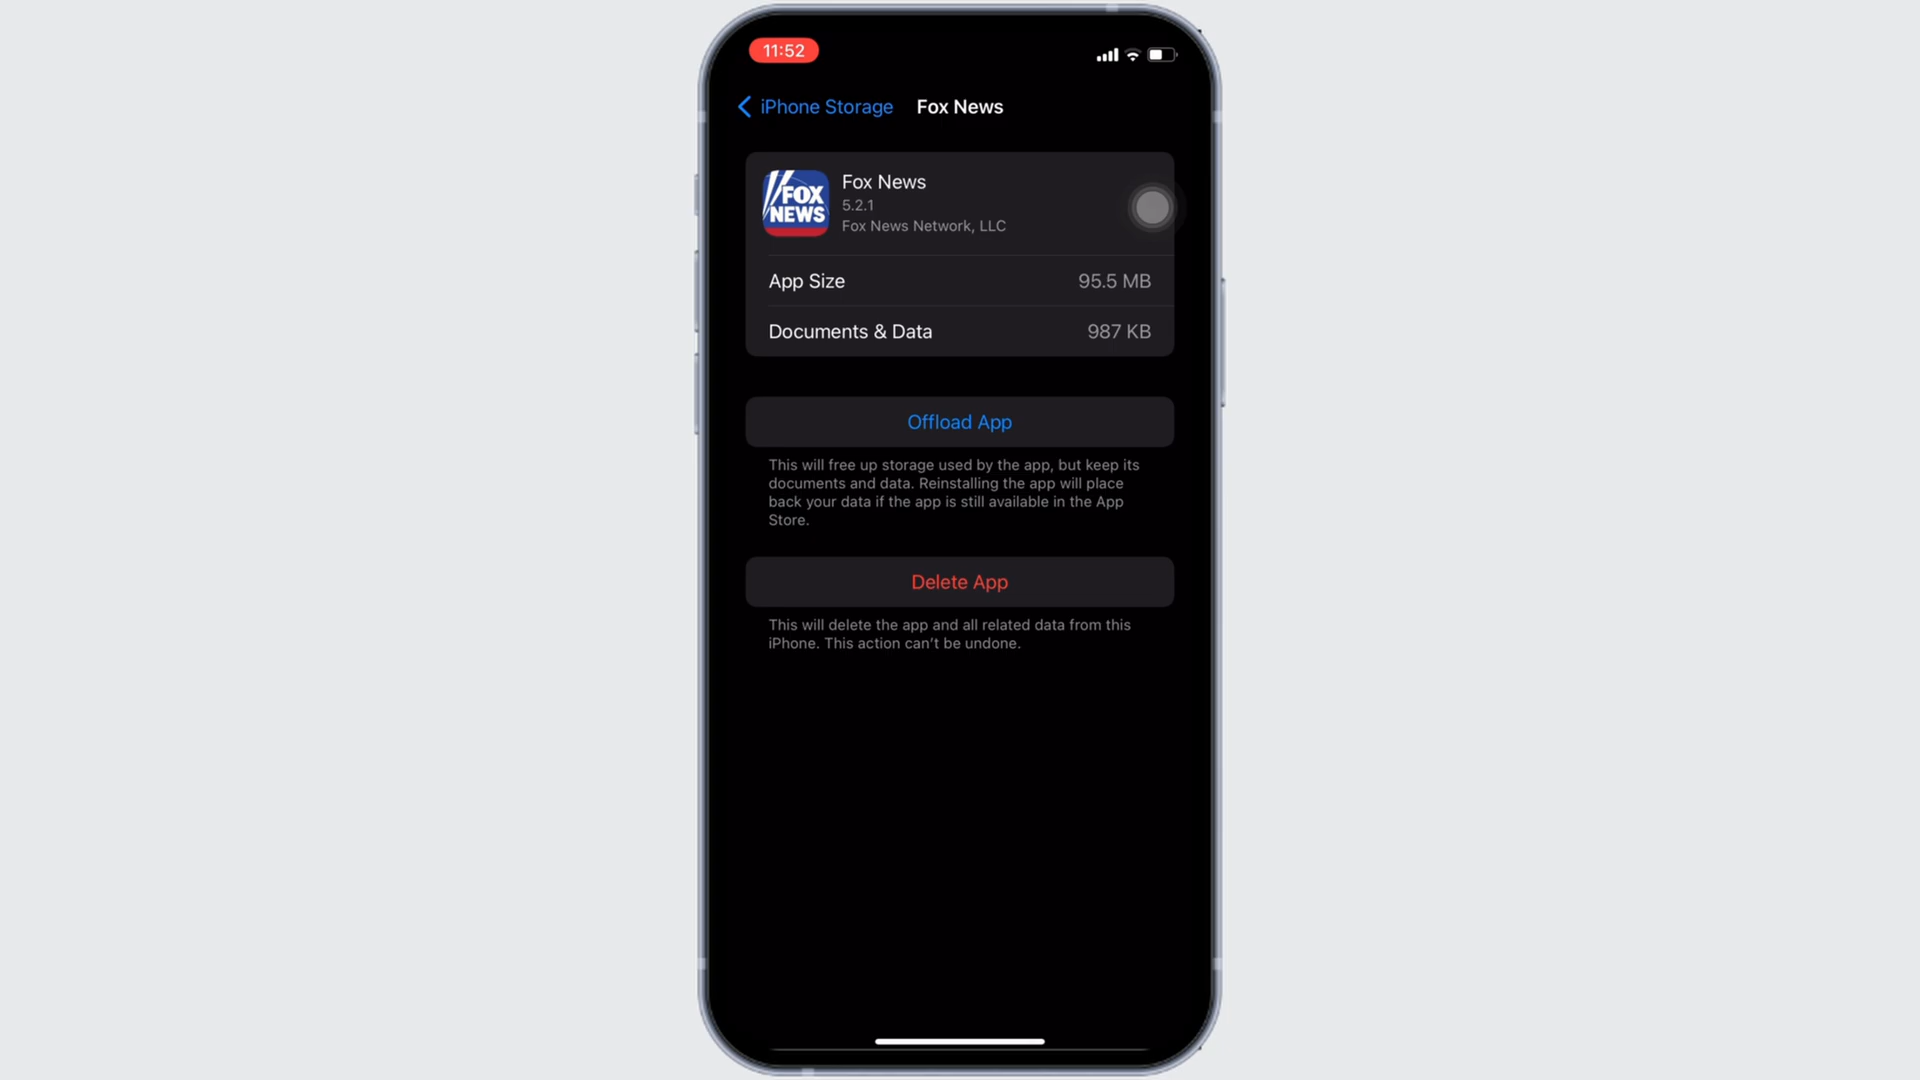 11:52
iPhone Storage Fox News
FOX
NEWS
Fox News
5.2.1
Fox News Network, LLC
App Size 95.5 MB
Documents & Data 987 KB
Offload App
This will free up storage used by the app, but keep its
documents and data. Reinstalling the app will place
back your data if the app is still available in the App
Store.
Delete App
This will delete the app and all related data from this
iPhone. This action can't be undone.